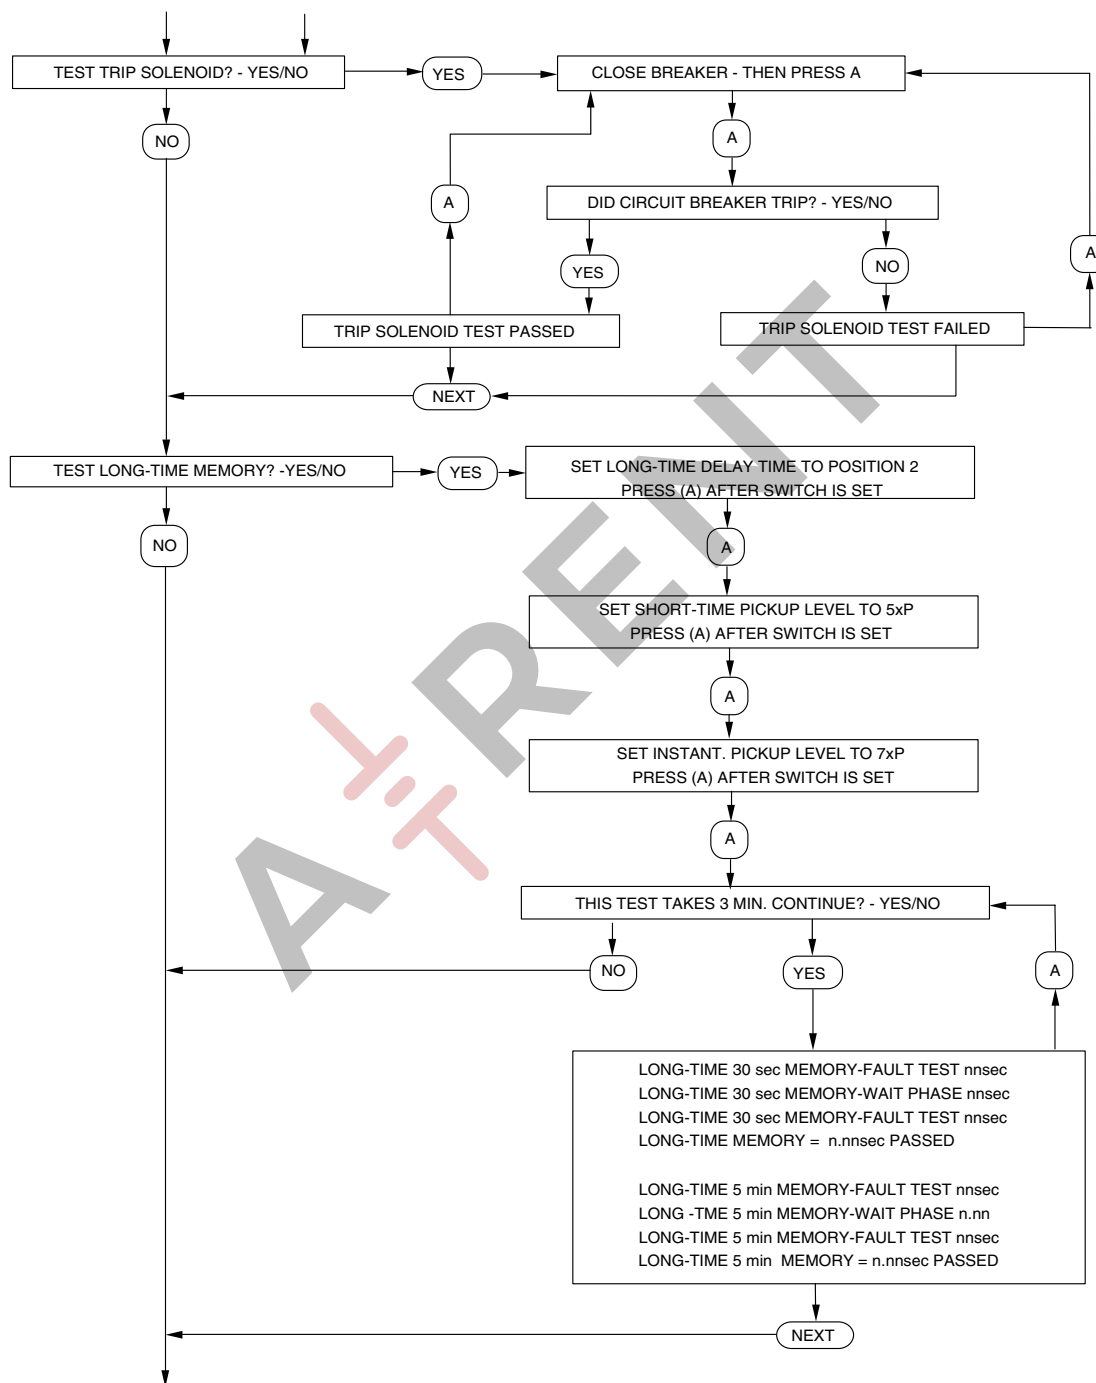 TEST TRIP SOLENOID? - YES/NO
YES
CLOSE BREAKER - THEN PRESS A
NO
A
A
DID CIRCUIT BREAKER TRIP? - YES/NO
YES
NO
A
TRIP SOLENOID TEST PASSED
TRIP SOLENOID TEST FAILED
NEXT
TEST LONG-TIME MEMORY? -YES/NO
YES
SET LONG-TIME DELAY TIME TO POSITION 2
PRESS (A) AFTER SWITCH IS SET
NO
A
SET SHORT-TIME PICKUP LEVEL TO 5xP
PRESS (A) AFTER SWITCH IS SET
A
SET INSTANT. PICKUP LEVEL TO 7xP
PRESS (A) AFTER SWITCH IS SET
A
THIS TEST TAKES 3 MIN. CONTINUE? - YES/NO
NO
YES
A
LONG-TIME 30 sec MEMORY-FAULT TEST nnsec
LONG-TIME 30 sec MEMORY-WAIT PHASE nnsec
LONG-TIME 30 sec MEMORY-FAULT TEST nnsec
LONG-TIME MEMORY = n.nnsec PASSED
LONG-TIME 5 min MEMORY-FAULT TEST nnsec
LONG -TME 5 min MEMORY-WAIT PHASE n.nn
LONG-TIME 5 min MEMORY-FAULT TEST nnsec
LONG-TIME 5 min MEMORY = n.nnsec PASSED
NEXT
A RENT